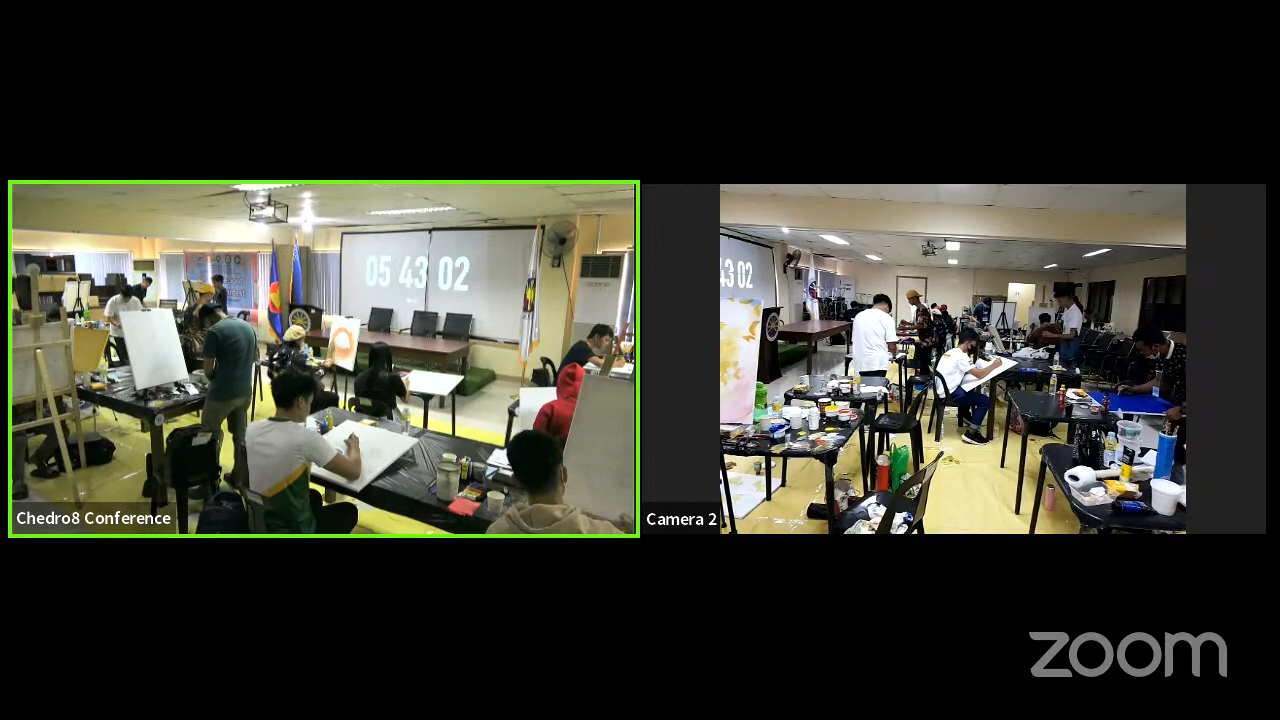 05 43 02
Chedro8 Conference
43 02
Camera 2
zoom